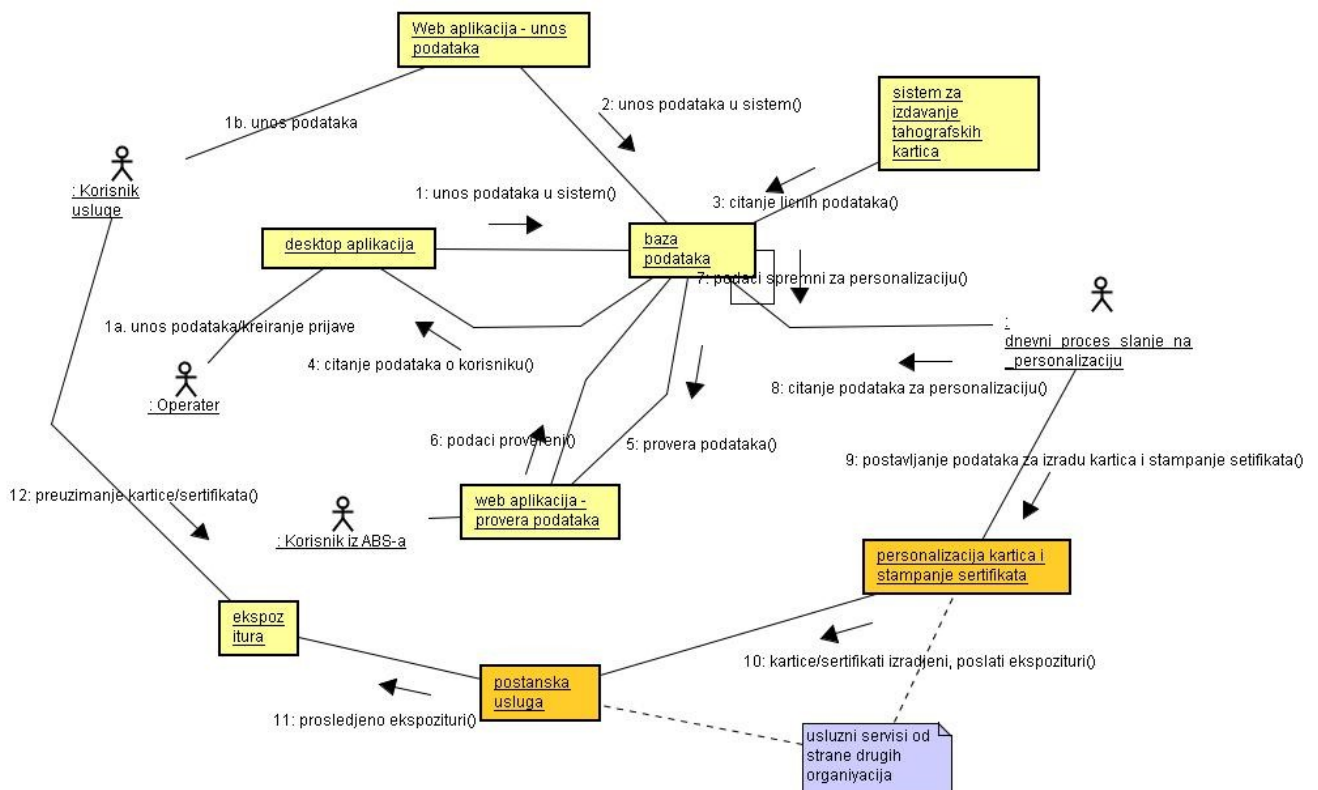 Web aplikacija - unos
podataka
2: unos podataka u sistem()
sistem za
izdavanje
tahografskih
kartica
1b. unos podataka
: Korisnik
usluge
1: unos podataka u sistem()
3: citanje licnih podataka()
desktop aplikacija
baza
podataka
7: podaci spremni za personalizaciju()
1a. unos podataka/kreiranje prijave
4: citanje podataka o korisniku()
:
dnevni_proces_slanje_na
_personalizaciju
8: citanje podataka za personalizaciju()
: Operater
6: podaci provereni()
5: provera podataka()
9: postavljanje podataka za izradu kartica i stampanje setifikata()
12: preuzimanje kartice/sertifikata()
web aplikacija -
provera podataka
: Korisnik iz ABS-a
personalizacija kartica i
stampanje sertifikata
ekspoz
itura
10: kartice/sertifikati izradjeni, poslati ekspozituri()
postanska
usluga
11: prosledjeno ekspozituri()
usluzni servisi od
strane drugih
organiyacija